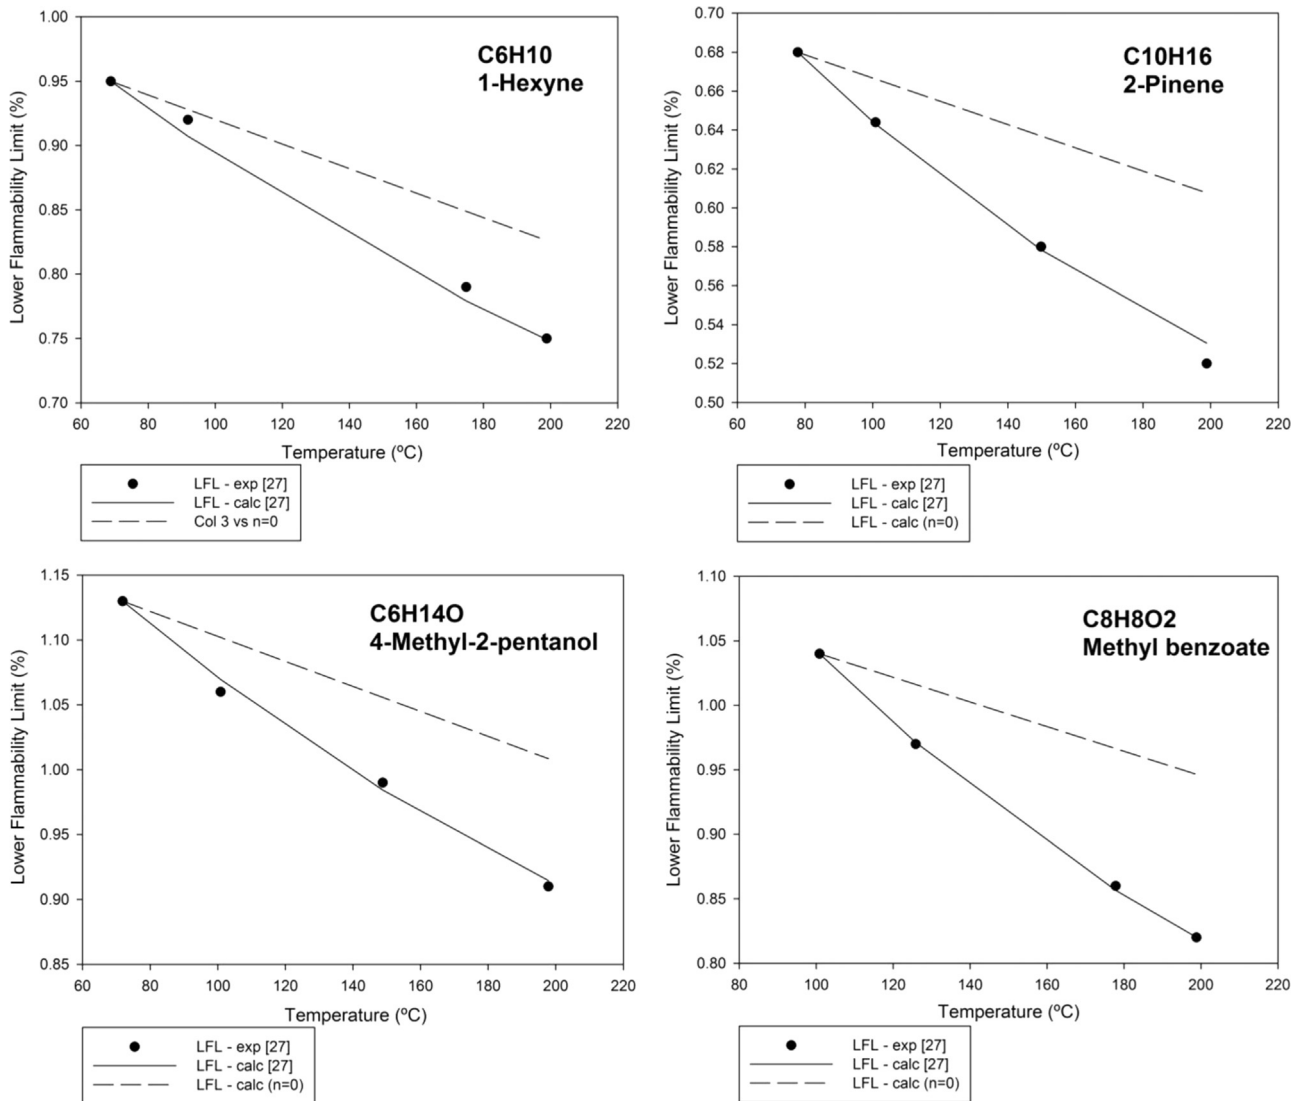 C6H10
1-Hexyne
Lower Flammability Limit (%)
1.00
0.95
0.90
0.85
0.80
0.75
0.70
60 80 100 120 140 160 180 200 220
Temperature (ºC)
LFL - exp [27]
LFL - calc [27]
Col 3 vs n=0
C10H16
2-Pinene
Lower Flammability Limit (%)
0.70
0.68
0.66
0.64
0.62
0.60
0.58
0.56
0.54
0.52
0.50
60 80 100 120 140 160 180 200 220
Temperature (ºC)
LFL - exp [27]
LFL - calc [27]
LFL - calc (n=0)
C6H14O
4-Methyl-2-pentanol
Lower Flammability Limit (%)
1.15
1.10
1.05
1.00
0.95
0.90
0.85
60 80 100 120 140 160 180 200 220
Temperature (ºC)
LFL - exp [27]
LFL - calc [27]
LFL - calc (n=0)
C8H8O2
Methyl benzoate
Lower Flammability Limit (%)
1.10
1.05
1.00
0.95
0.90
0.85
0.80
80 100 120 140 160 180 200 220
Temperature (ºC)
LFL - exp [27]
LFL - calc [27]
LFL - calc (n=0)